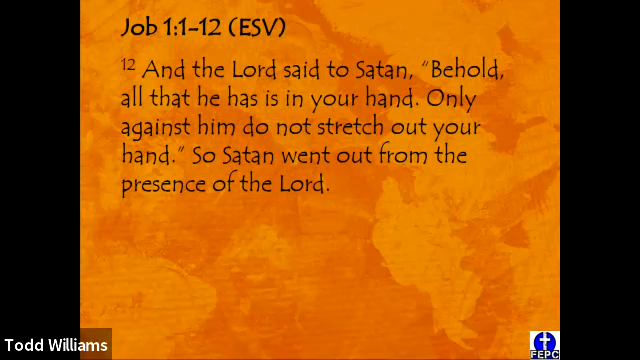 Job 1:1-12 (ESV)
12 And the Lord said to Satan, “Behold,
all that he has is in your hand. Only
against him do not stretch out your
hand.” So Satan went out from the
presence of the Lord.
Todd Williams
FEPC